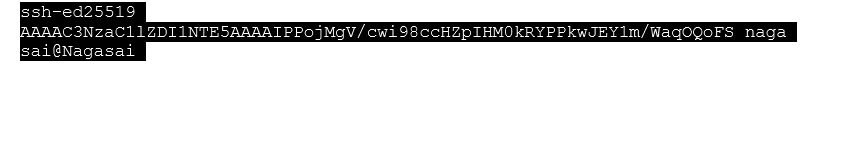 ssh-ed25519
AAAAC3NzaC1lZDI1NTE5AAAAIPPojMgV/cwi98ccHZpIHM0kRYPPkwJEY1m/WaqOQoFS naga
sai@Nagasai